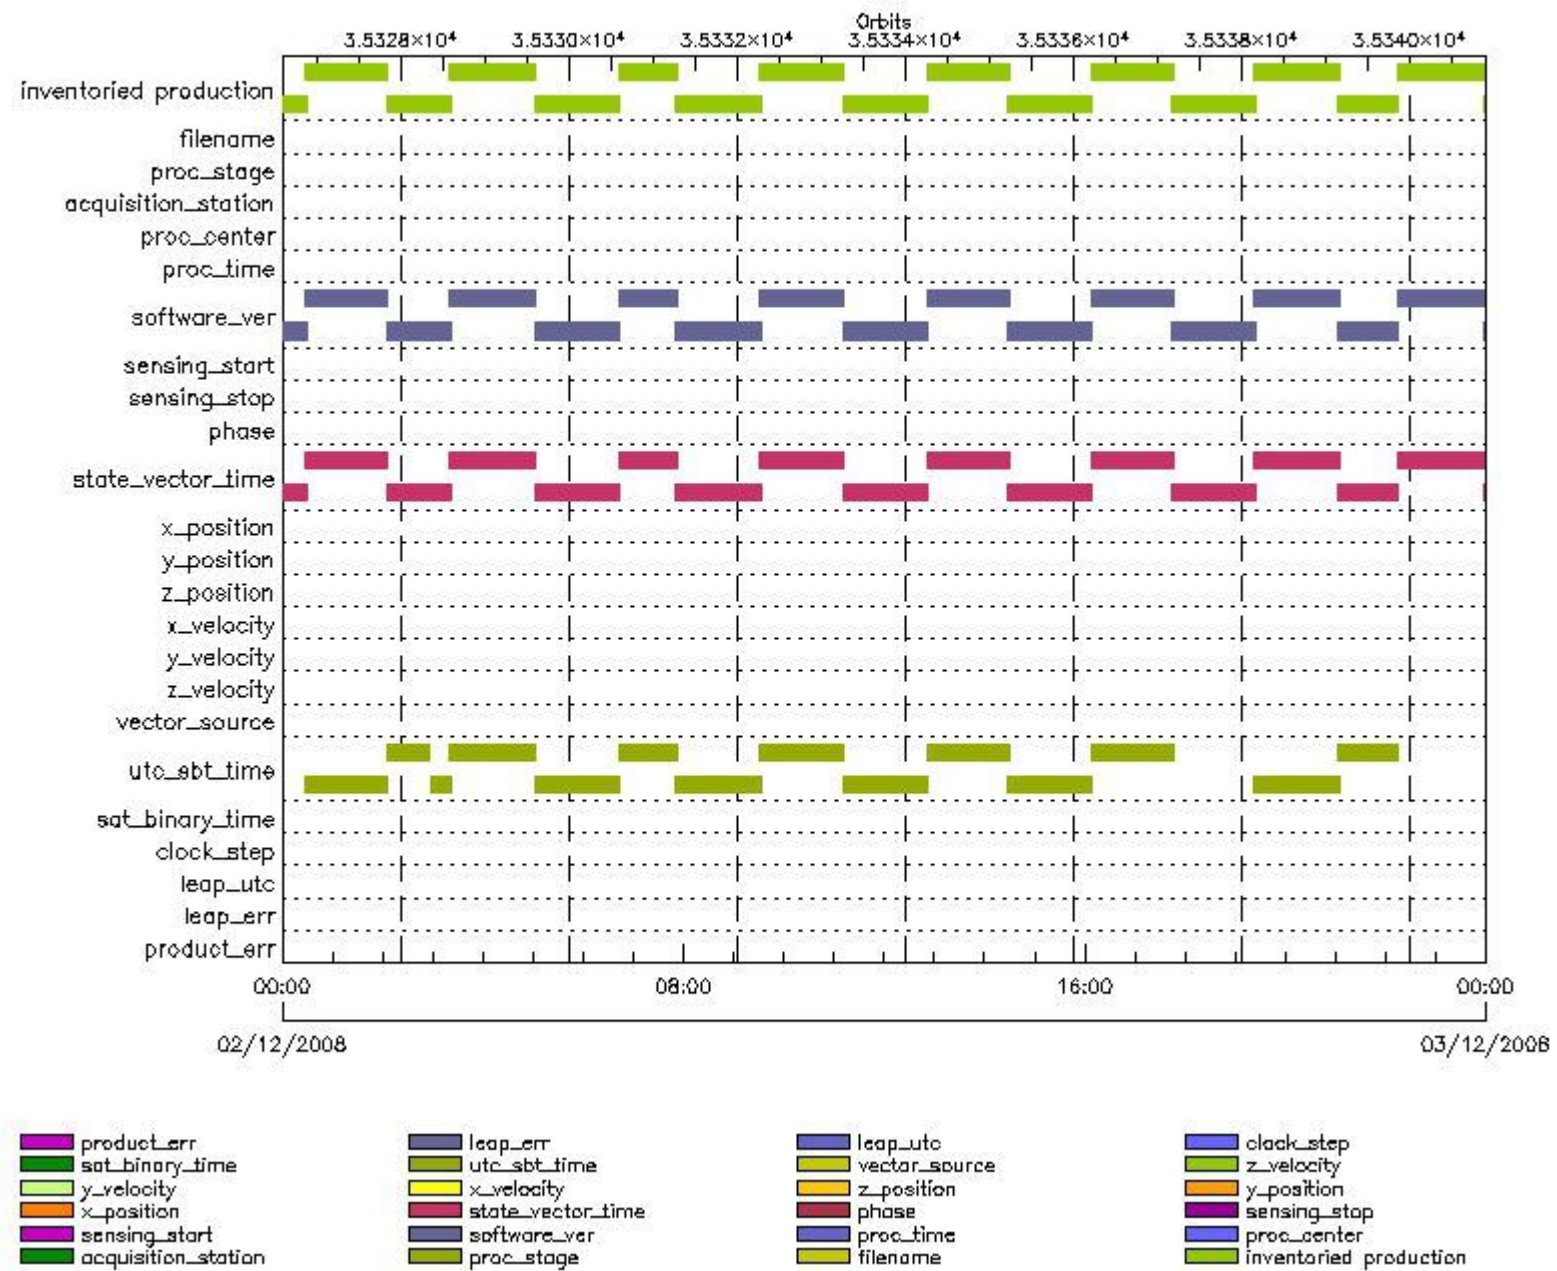 Orbits
3.5328×10⁴ 3.5330×10⁴ 3.5332×10⁴ 3.5334×10⁴ 3.5336×10⁴ 3.5338×10⁴ 3.5340×10⁴
inventoried production
filename
proc_stage
acquisition_station
proc_center
proc_time
software_ver
sensing_start
sensing_stop
phase
state_vector_time
x_position
y_position
z_position
x_velocity
y_velocity
z_velocity
vector_source
utc_sbt_time
sat_binary_time
clock_step
leap_utc
leap_err
product_err
00:00 08:00 16:00 00:00
02/12/2008 03/12/2008
product_err leap_err leap_utc clock_step
sat_binary_time utc_sbt_time vector_source z_velocity
y_velocity x_velocity z_position y_position
x_position state_vector_time phase sensing_stop
sensing_start software_ver proc_time proc_center
acquisition_station proc_stage filename inventoried production